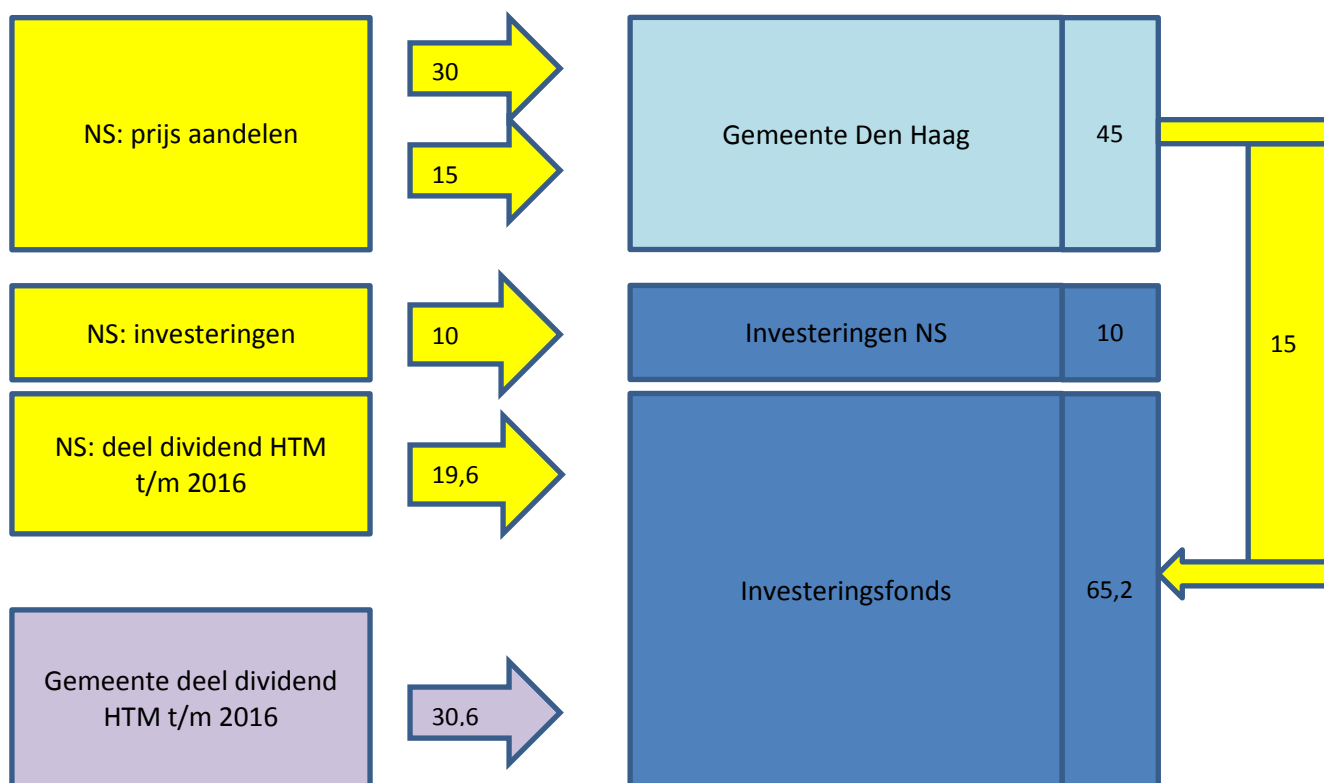 NS: prijs aandelen
30
15
Gemeente Den Haag
45
NS: investeringen
10
Investeringen NS
10
15
NS: deel dividend HTM
t/m 2016
19,6
Investeringsfonds
65,2
Gemeente deel dividend
HTM t/m 2016
30,6